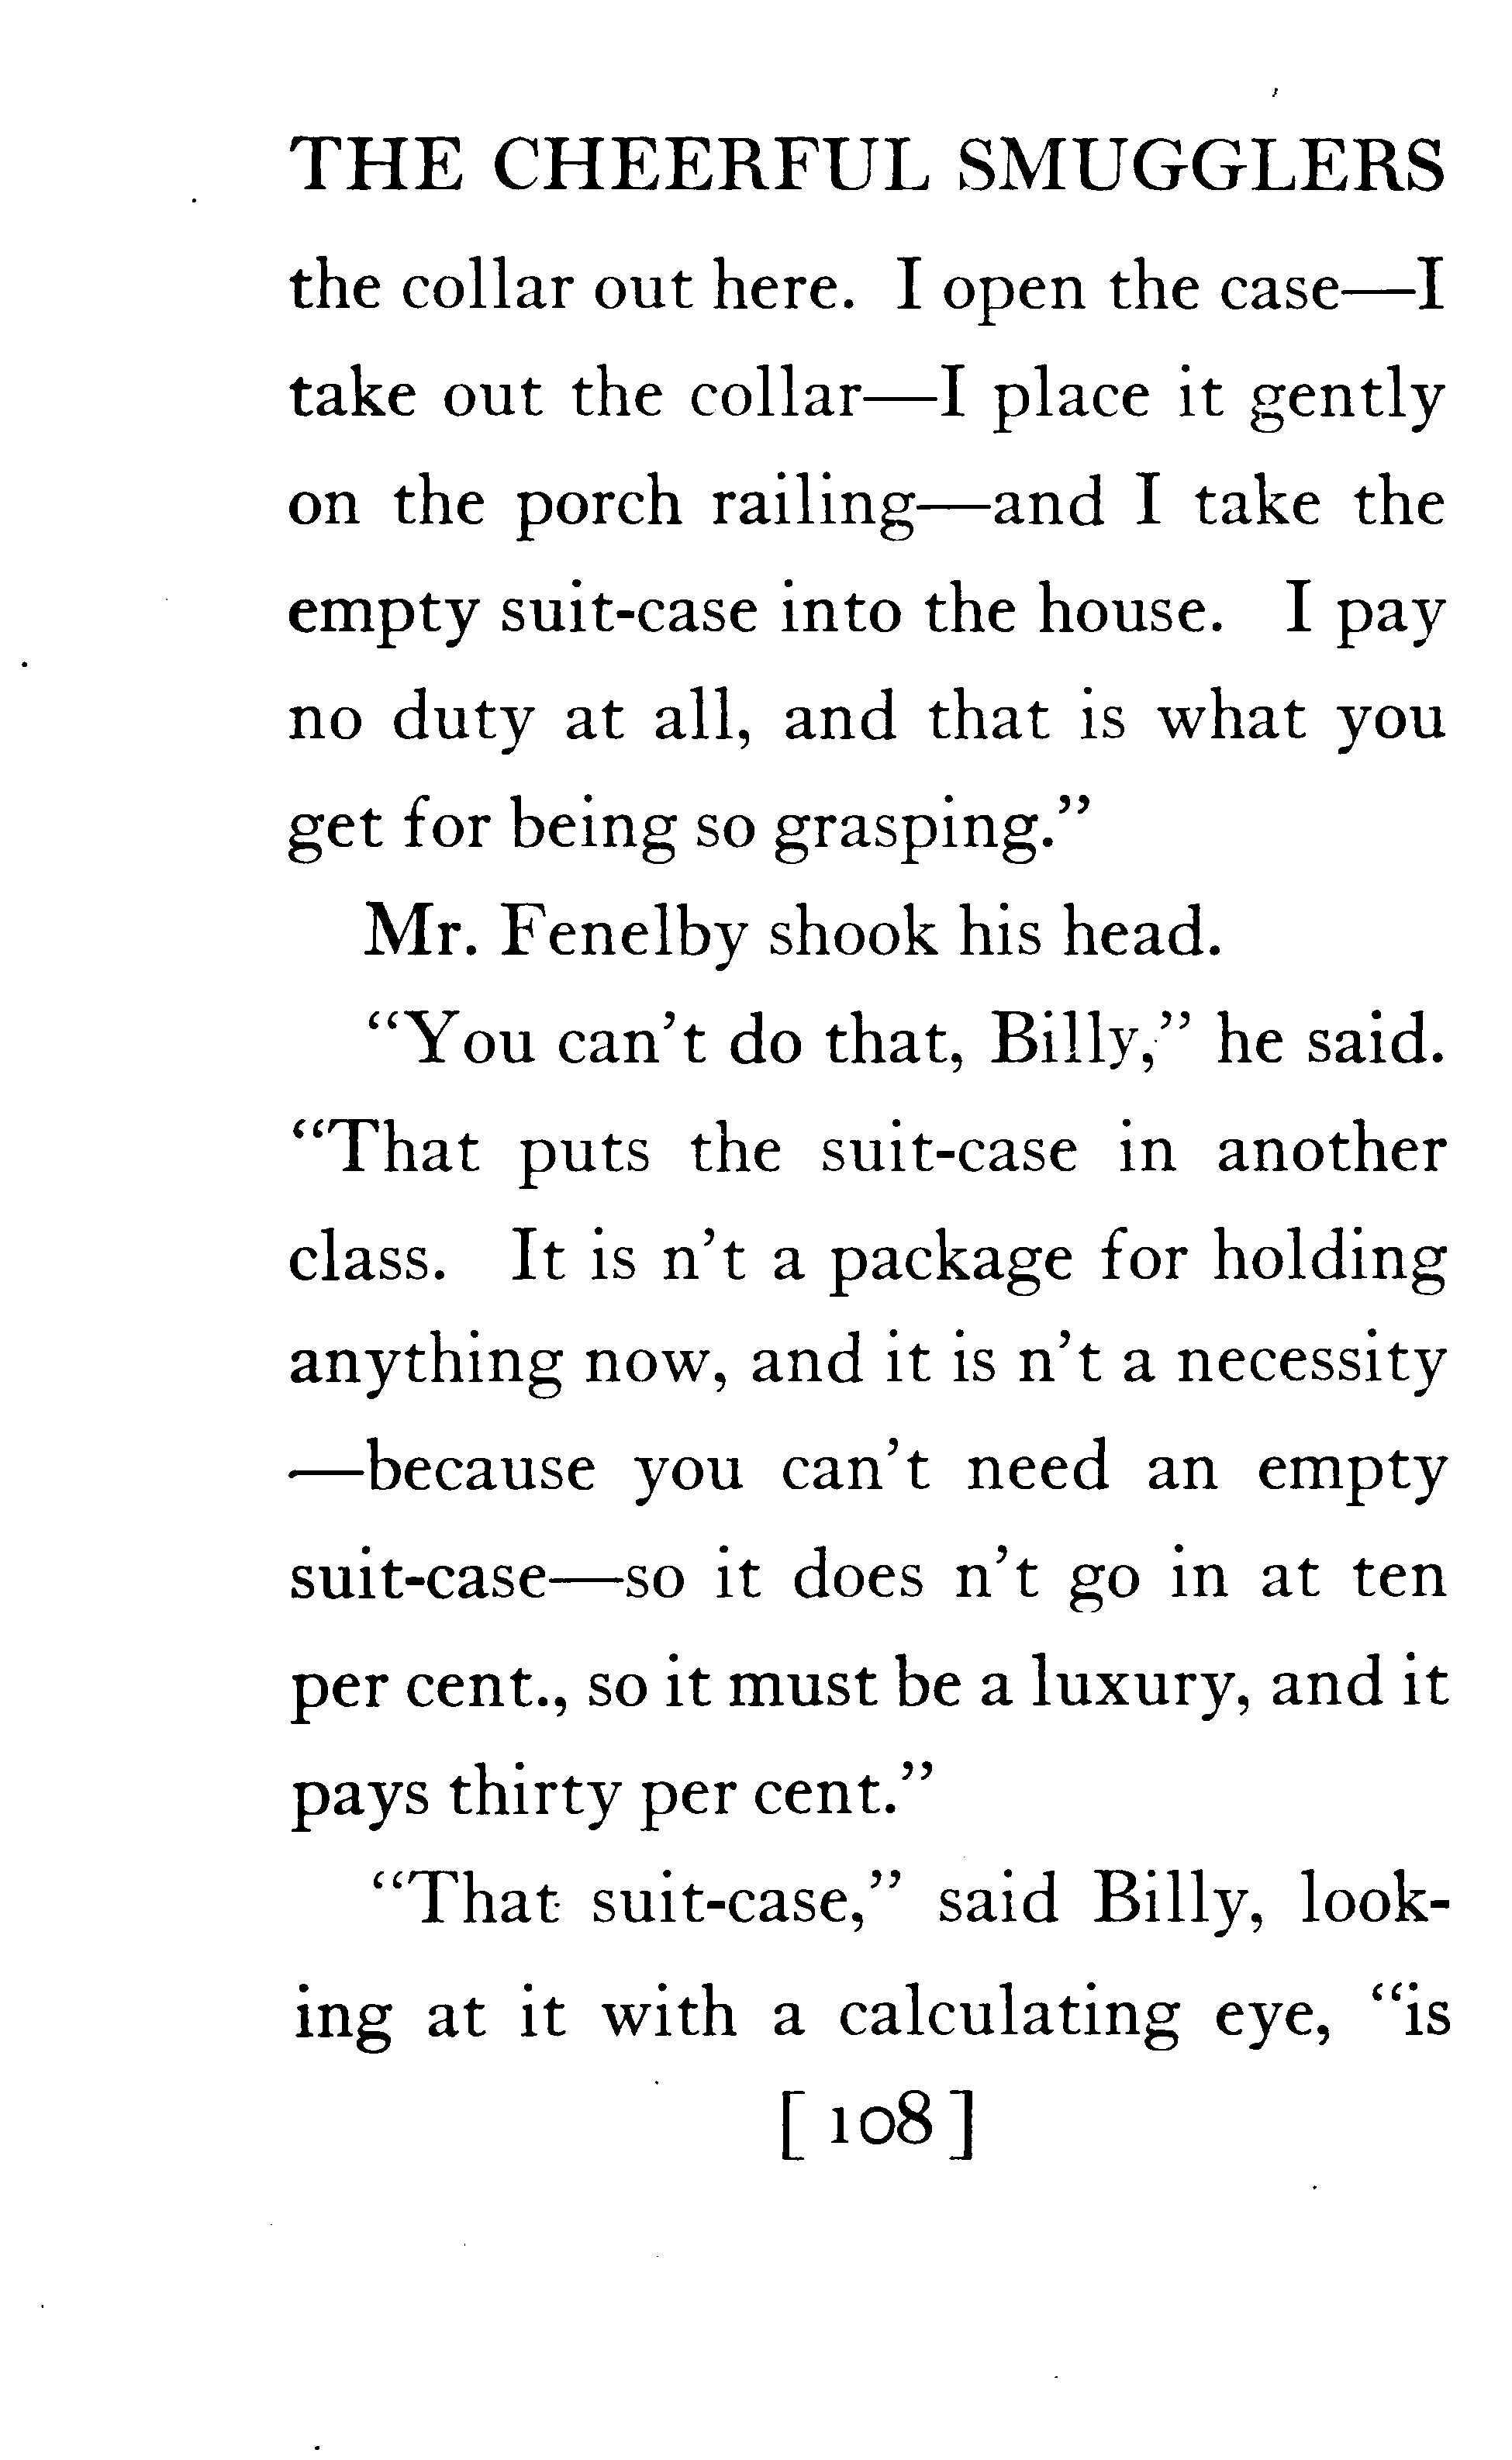 THE CHEERFUL SMUGGLERS
the collar out here. I open the case—I
take out the collar—I place it gently
on the porch railing—and I take the
empty suit-case into the house. I pay
no duty at all, and that is what you
get for being so grasping.”
Mr. Fenelby shook his head.
“You can’t do that, Billy,” he said.
“That puts the suit-case in another
class. It is n’t a package for holding
anything now, and it is n’t a necessity
—because you can’t need an empty
suit-case—so it does n’t go in at ten
per cent., so it must be a luxury, and it
pays thirty per cent.”
“That suit-case,” said Billy, look-
ing at it with a calculating eye, “is
[ 108 ]